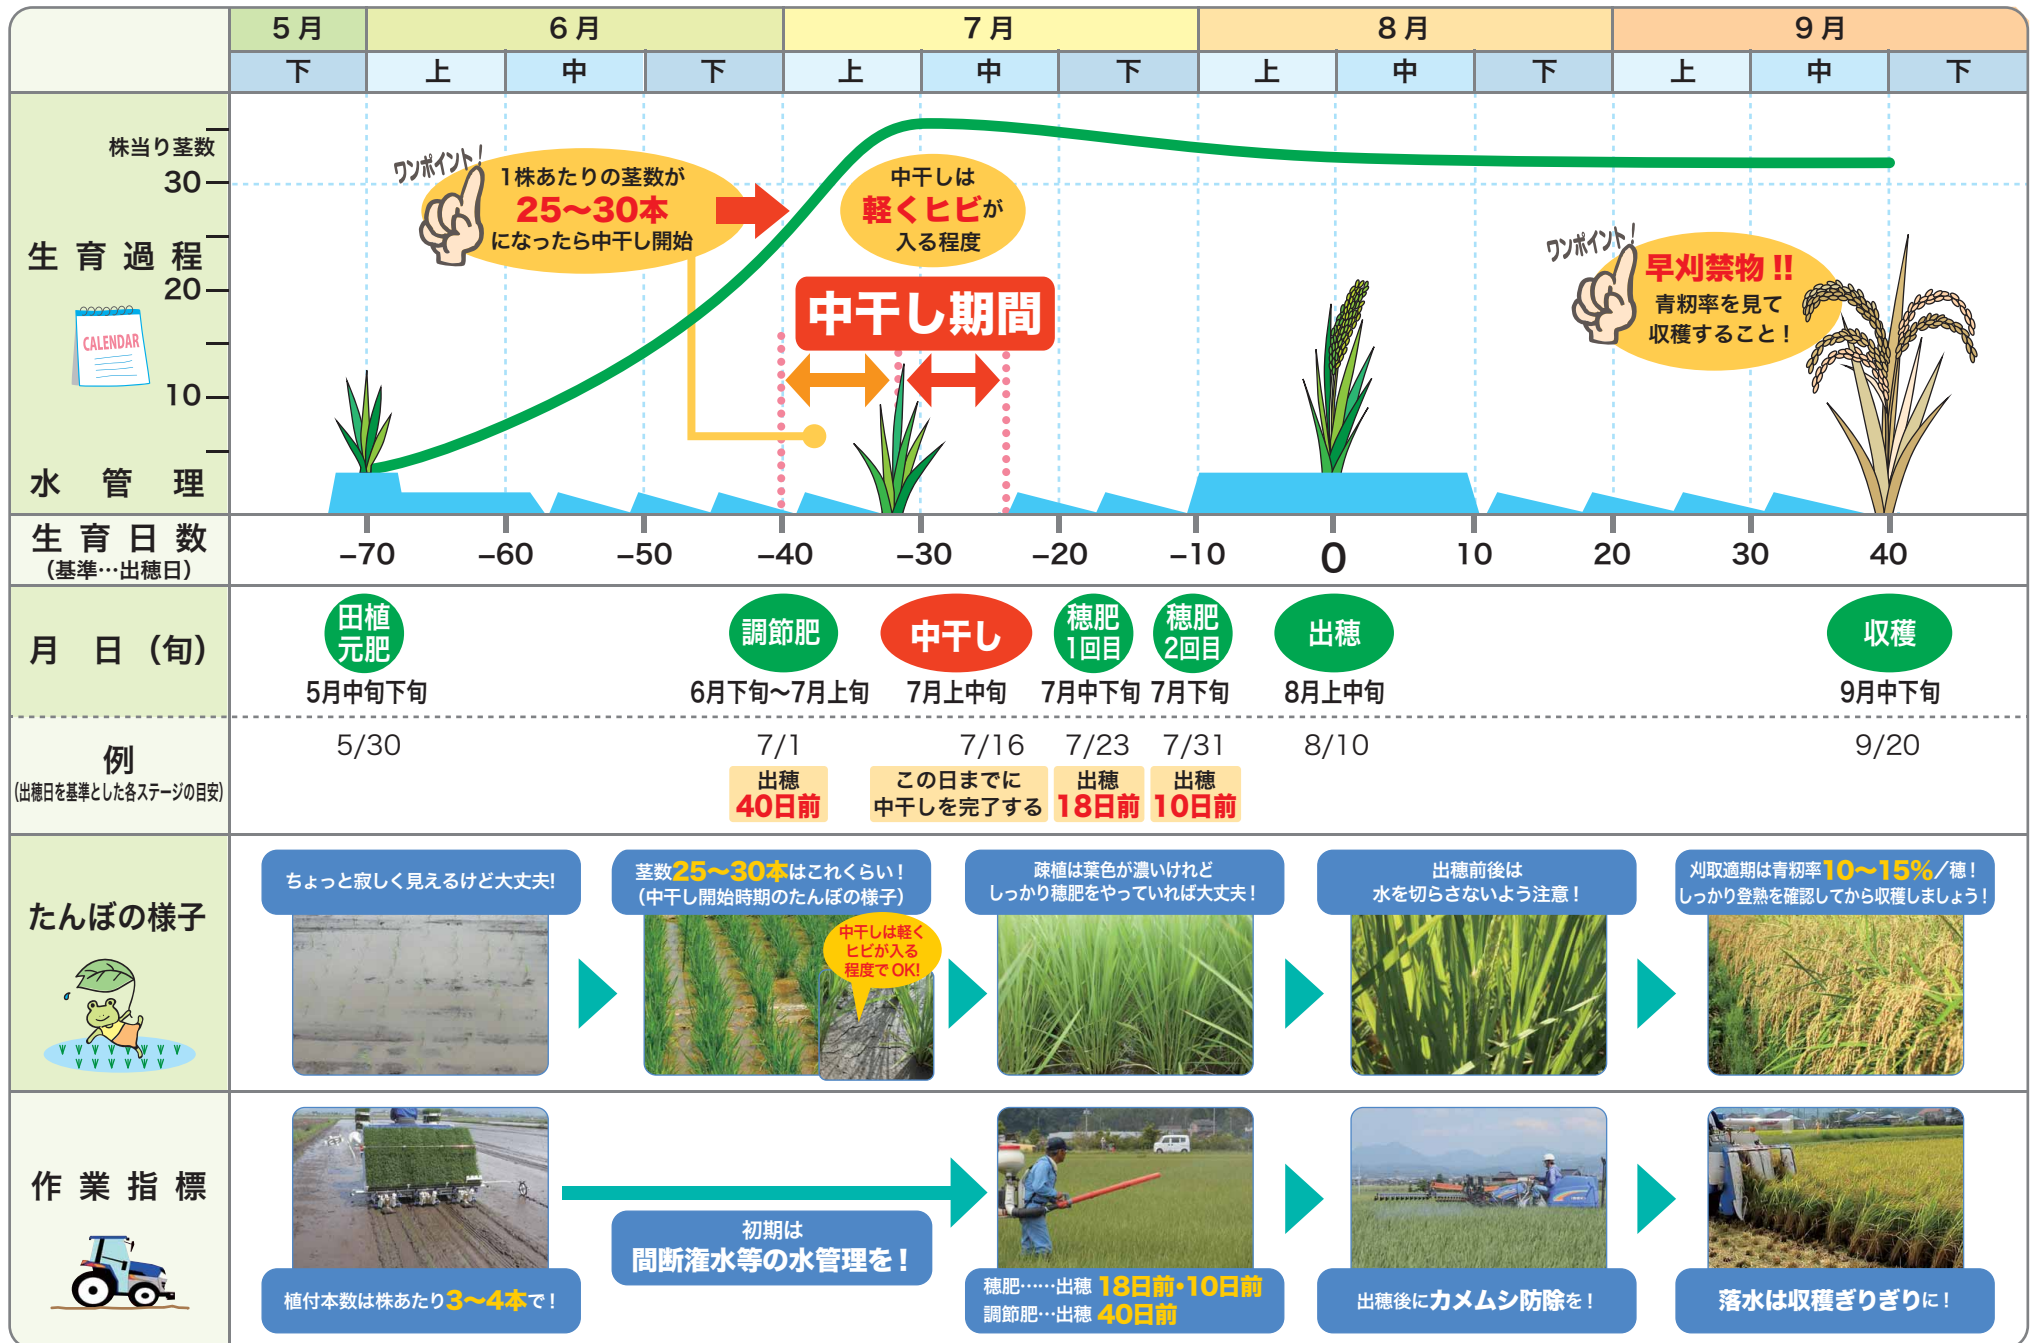 5月 6月 7月 8月 9月
下 上 中 下 上 中 下 上 中 下 上 中 下
株当り茎数
30
20
10
生育過程
CALENDAR
水管理
ワンポイント!
1株あたりの茎数が
25〜30本
になったら中干し開始
中干しは
軽くヒビが
入る程度
中干し期間
ワンポイント!
早刈禁物!!
青籾率を見て
収穫すること!
生育日数
(基準…出穂日)
−70 −60 −50 −40 −30 −20 −10 0 10 20 30 40
月日(旬)
田植
元肥
5月中旬下旬
調節肥
6月下旬〜7月上旬
中干し
7月上中旬
穂肥
1回目
7月中下旬
穂肥
2回目
7月下旬
出穂
8月上中旬
収穫
9月中下旬
例
(出穂日を基準とした各ステージの目安)
5/30
7/1
出穂
40日前
7/16
この日までに
中干しを完了する
7/23
出穂
18日前
7/31
出穂
10日前
8/10
9/20
たんぼの様子
ちょっと寂しく見えるけど大丈夫!
茎数25〜30本はこれくらい!
(中干し開始時期のたんぼの様子)
中干しは軽く
ヒビが入る
程度でOK!
疎植は葉色が濃いけれど
しっかり穂肥をやっていれば大丈夫!
出穂前後は
水を切らさないよう注意!
刈取適期は青籾率10〜15%/穂!
しっかり登熟を確認してから収穫しましょう!
作業指標
植付本数は株あたり3〜4本で!
初期は
間断潅水等の水管理を!
穂肥……出穂 18日前・10日前
調節肥…出穂 40日前
出穂後にカメムシ防除を!
落水は収穫ぎりぎりに!